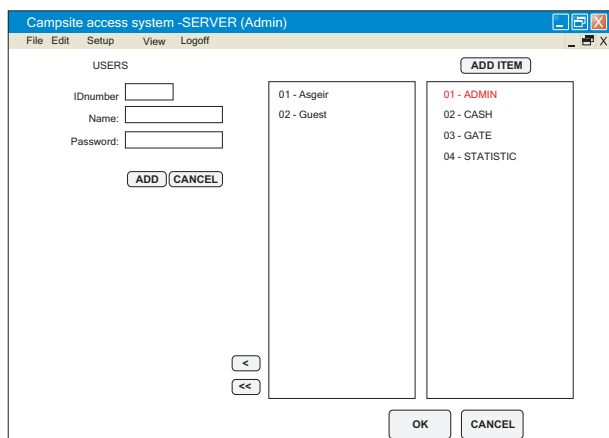 Campsite access system -SERVER (Admin)
File Edit Setup View Logoff
USERS
ADD ITEM
IDnumber
Name:
Password:
ADD CANCEL
01 - Asgeir
02 - Guest
01 - ADMIN
02 - CASH
03 - GATE
04 - STATISTIC
<
<<
OK CANCEL